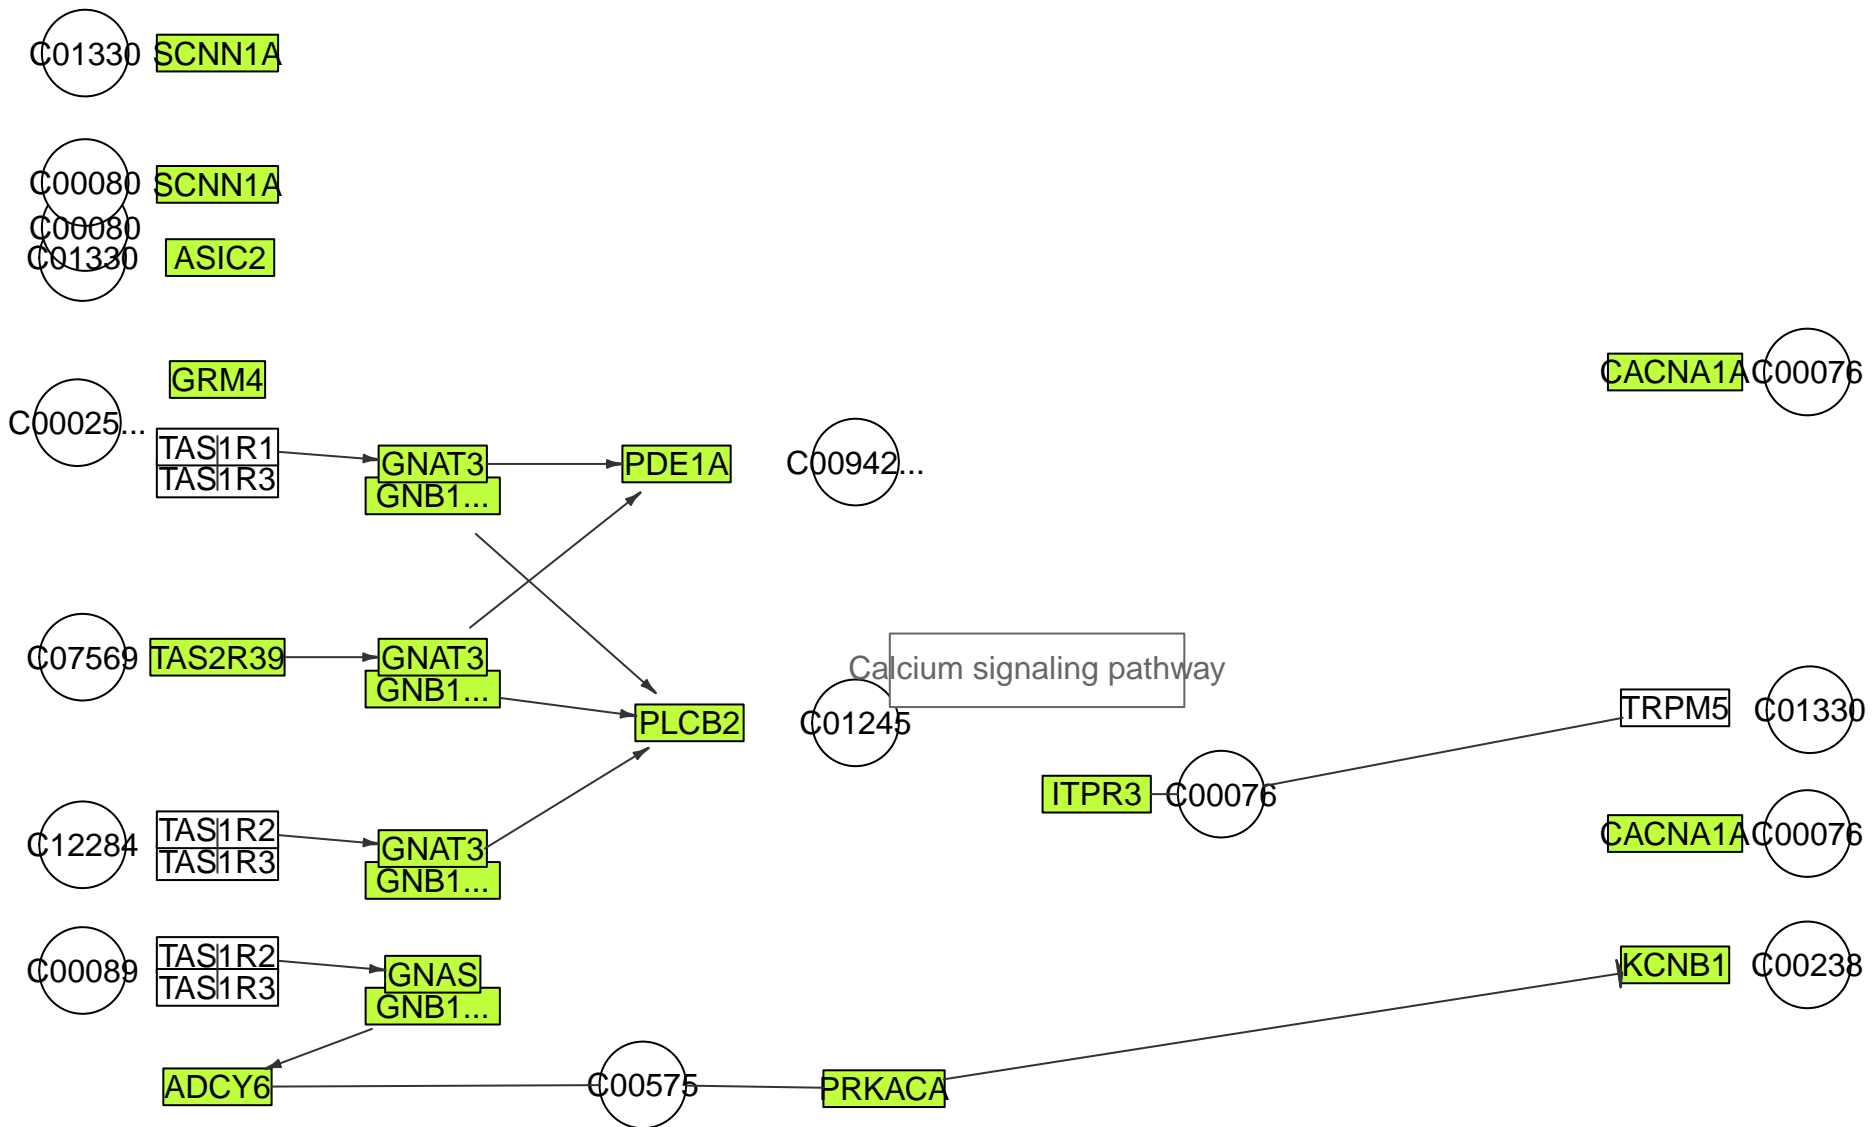 C01330 SCNN1A
C00080 SCNN1A
C00080
C01330 ASIC2
GRM4
CACNA1A C00076
C00025...
TAS1R1
TAS1R3
GNAT3
GNB1...
PDE1A
C00942...
C07569 TAS2R39
GNAT3
GNB1...
Calcium signaling pathway
PLCB2
C01245
TRPM5 C01330
ITPR3 C00076
C12284
TAS1R2
TAS1R3
GNAT3
GNB1...
CACNA1A C00076
C00089
TAS1R2
TAS1R3
GNAS
GNB1...
KCNB1 C00238
ADCY6
C00575
PRKACA